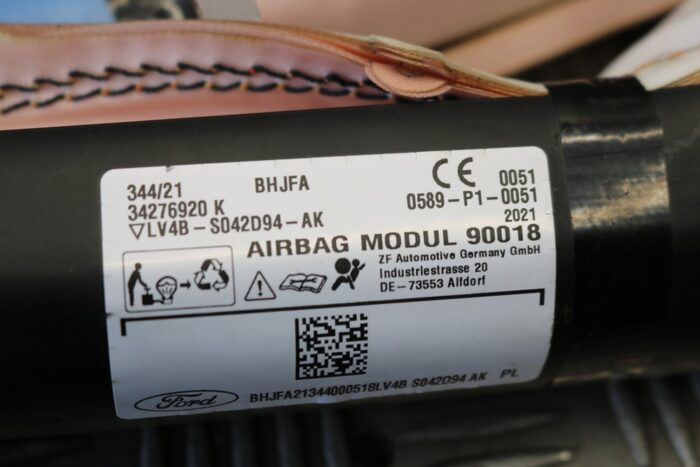 344/21 BHJFA CE 0051
34276920 K 0589-P1-0051
▽LV4B-S042D94-AK 2021
AIRBAG MODUL 90018
ZF Automotive Germany GmbH
Industriestrasse 20
DE-73553 Alfdorf
Ford BHJFA21344000518LV4B S042D94 AK PL